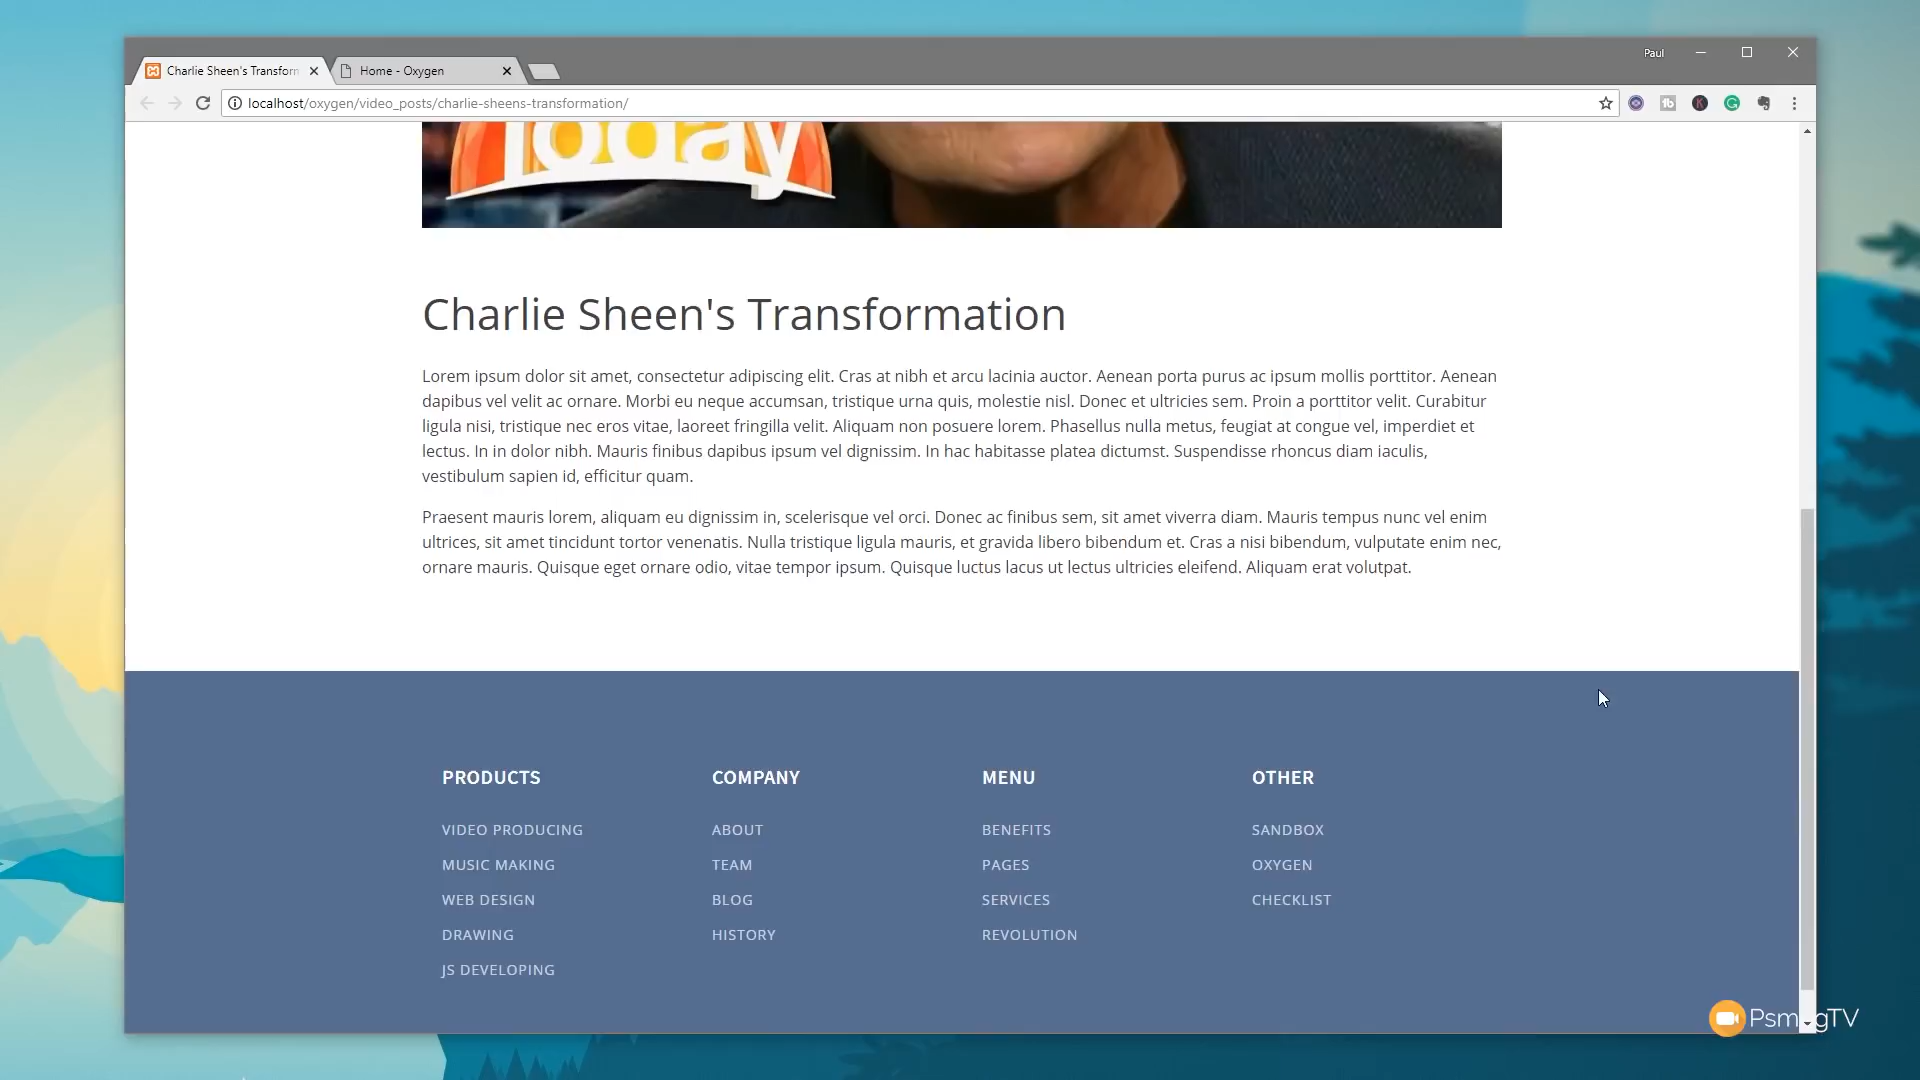 Paul
Charlie Sheen's Transform
Home - Oxygen
localhost/oxygen/video_posts/charlie-sheens-transformation/
Today
Charlie Sheen's Transformation
Lorem ipsum dolor sit amet, consectetur adipiscing elit. Cras at nibh et arcu lacinia auctor. Aenean porta purus ac ipsum mollis porttitor. Aenean
dapibus vel velit ac ornare. Morbi eu neque accumsan, tristique urna quis, molestie nisl. Donec et ultricies sem. Proin a porttitor velit. Curabitur
ligula nisi, tristique nec eros vitae, laoreet fringilla velit. Aliquam non posuere lorem. Phasellus nulla metus, feugiat at congue vel, imperdiet et
lectus. In in dolor nibh. Mauris finibus dapibus ipsum vel dignissim. In hac habitasse platea dictumst. Suspendisse rhoncus diam iaculis,
vestibulum sapien id, efficitur quam.
Praesent mauris lorem, aliquam eu dignissim in, scelerisque vel orci. Donec ac finibus sem, sit amet viverra diam. Mauris tempus nunc vel enim
ultrices, sit amet tincidunt tortor venenatis. Nulla tristique ligula mauris, et gravida libero bibendum et. Cras a nisi bibendum, vulputate enim nec,
ornare mauris. Quisque eget ornare odio, vitae tempor ipsum. Quisque luctus lacus ut lectus ultricies eleifend. Aliquam erat volutpat.
PRODUCTS
VIDEO PRODUCING
MUSIC MAKING
WEB DESIGN
DRAWING
JS DEVELOPING
COMPANY
ABOUT
TEAM
BLOG
HISTORY
MENU
BENEFITS
PAGES
SERVICES
REVOLUTION
OTHER
SANDBOX
OXYGEN
CHECKLIST